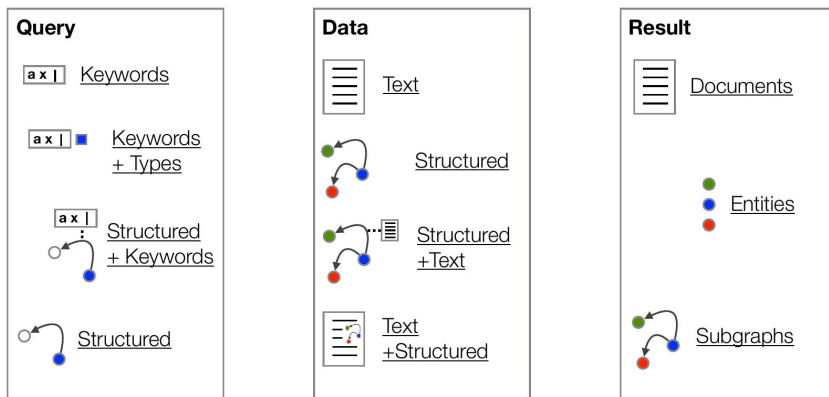 Query
a x |
Keywords
a x |
Keywords
+ Types
a x |
Structured
+ Keywords
Structured
Data
Text
Structured
Structured
+Text
Text
+Structured
Result
Documents
Entities
Subgraphs